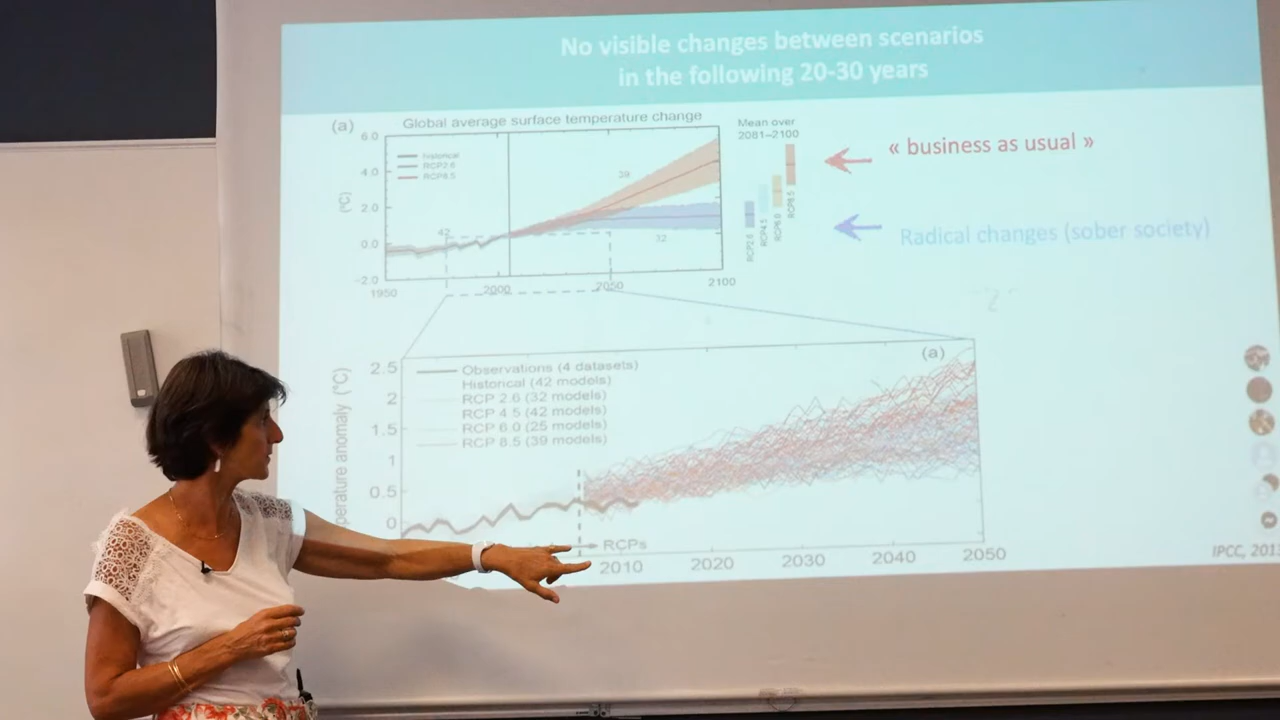 No visible changes between scenarios
in the following 20-30 years
(a)
Global average surface temperature change
6.0
4.0
2.0
0.0
−2.0
(°C)
historical
RCP2.6
RCP8.5
42
39
32
1950
2000
2050
2100
Mean over
2081–2100
RCP2.6
RCP4.5
RCP6.0
RCP8.5
« business as usual »
Radical changes (sober society)
(a)
2.5
2
1.5
1
0.5
0
perature anomaly (°C)
Observations (4 datasets)
Historical (42 models)
RCP 2.6 (32 models)
RCP 4.5 (42 models)
RCP 6.0 (25 models)
RCP 8.5 (39 models)
RCPs
2010
2020
2030
2040
2050
IPCC, 201